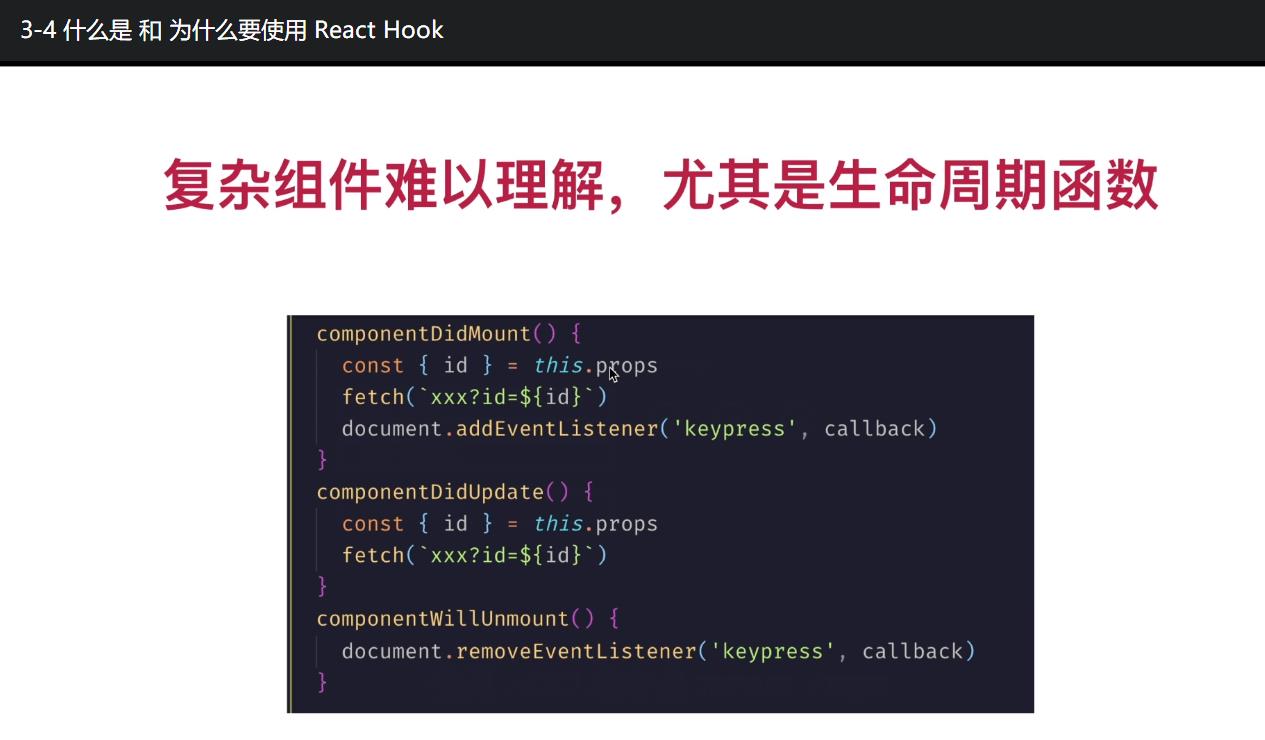 3-4 什么是 和 为什么要使用 React Hook
复杂组件难以理解，尤其是生命周期函数
componentDidMount() {
const { id } = this.props
fetch(`xxx?id=${id}`)
document.addEventListener('keypress', callback)
}
componentDidUpdate() {
const { id } = this.props
fetch(`xxx?id=${id}`)
}
componentWillUnmount() {
document.removeEventListener('keypress', callback)
}